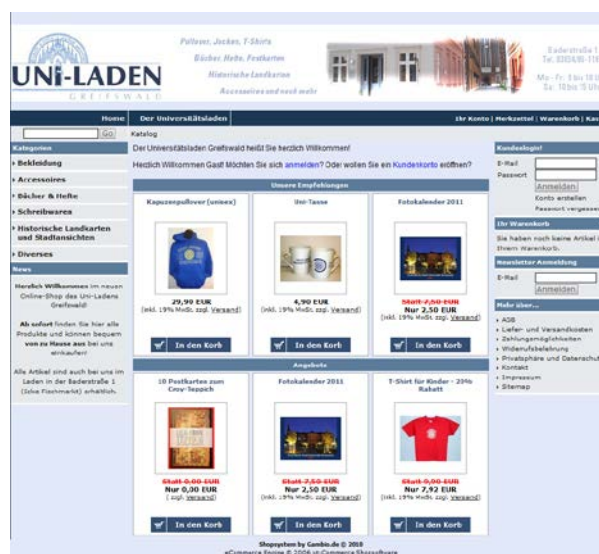 UNI-LADEN
GREIFSWALD
Pullover, Jacken, T-Shirts
Bücher, Hefte, Postkarten
Historische Landkarten
Accessoires und noch mehr
Baderstraße 1
Home
Der Universitätsladen
Ihr Konto | Merkzettel | Warenkorb |
Go
Katalog
Kategorien
Bekleidung
Accessoires
Bücher & Hefte
Schreibwaren
Historische Landkarten
und Stadtansichten
Diverses
News
Herzlich Willkommen im neuen
Online-Shop des Uni-Ladens
Greifswald!
Ab sofort finden Sie hier alle
Produkte und können bequem
von zu Hause aus bei uns
einkaufen!
Alle Artikel sind auch bei uns im
Laden in der Baderstraße 1
(Ecke Fischmarkt) erhältlich.
Der Universitätsladen Greifswald heißt Sie herzlich Willkommen!
Herzlich Willkommen Gast! Möchten Sie sich anmelden? Oder wollen Sie ein Kundenkonto eröffnen?
Unsere Empfehlungen
Kapuzenpullover (unisex)
29,90 EUR
(inkl. 19% MwSt. zzgl. Versand)
In den Korb
Uni-Tasse
4,90 EUR
(inkl. 19% MwSt. zzgl. Versand)
In den Korb
Fotokalender 2011
Statt 7,50 EUR
Nur 2,50 EUR
(inkl. 19% MwSt. zzgl. Versand)
In den Korb
Angebote
10 Postkarten zum
Croy-Teppich
Statt 0,00 EUR
Nur 0,00 EUR
( zzgl. Versand)
In den Korb
Fotokalender 2011
Statt 7,50 EUR
Nur 2,50 EUR
(inkl. 19% MwSt. zzgl. Versand)
In den Korb
T-Shirt für Kinder - 20%
Rabatt
Statt 9,90 EUR
Nur 7,92 EUR
(inkl. 19% MwSt. zzgl. Versand)
In den Korb
Kundenlogin!
E-Mail
Passwort
Anmelden
Konto erstellen
Passwort vergessen
Ihr Warenkorb
Sie haben noch keine Artikel
Ihrem Warenkorb.
Newsletter Anmeldung
E-Mail
Anmelden
Mehr über...
AGB
Liefer- und Versandkosten
Zahlungsmöglichkeiten
Widerrufsbelehrung
Privatsphäre und Datenschut
Kontakt
Impressum
Sitemap
Shopsystem by Gambio.de © 2010
eCommerce Engine © 2006 xt:Commerce Shopsoftware